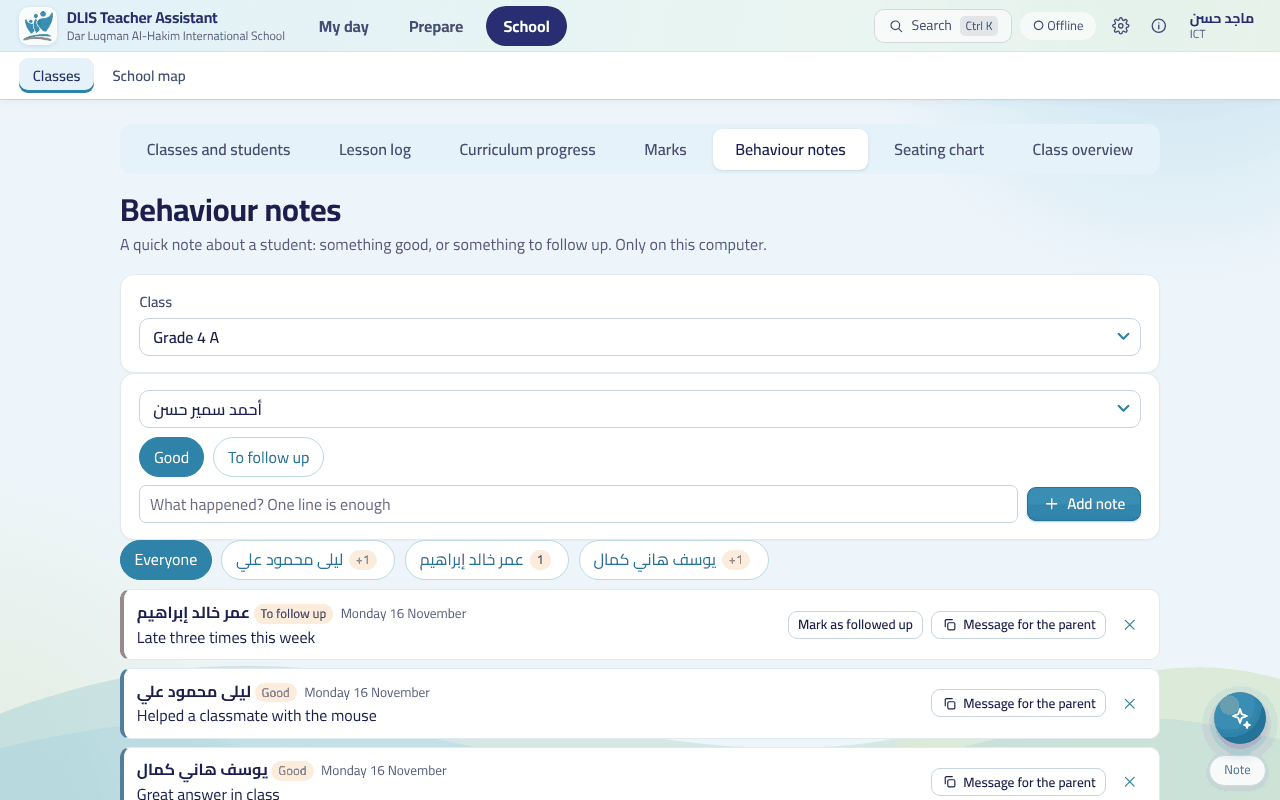 DLIS Teacher Assistant
Dar Luqman Al-Hakim International School
My day
Prepare
School
Search Ctrl K
Offline
ماجد حسن
ICT
Classes
School map
Classes and students
Lesson log
Curriculum progress
Marks
Behaviour notes
Seating chart
Class overview
Behaviour notes
A quick note about a student: something good, or something to follow up. Only on this computer.
Class
Grade 4 A
أحمد سمير حسن
Good
To follow up
What happened? One line is enough
Add note
Everyone
ليلى محمود علي +1
عمر خالد إبراهيم 1
يوسف هاني كمال +1
عمر خالد إبراهيم To follow up Monday 16 November
Late three times this week
Mark as followed up
Message for the parent
ليلى محمود علي Good Monday 16 November
Helped a classmate with the mouse
Message for the parent
يوسف هاني كمال Good Monday 16 November
Great answer in class
Message for the parent
Note